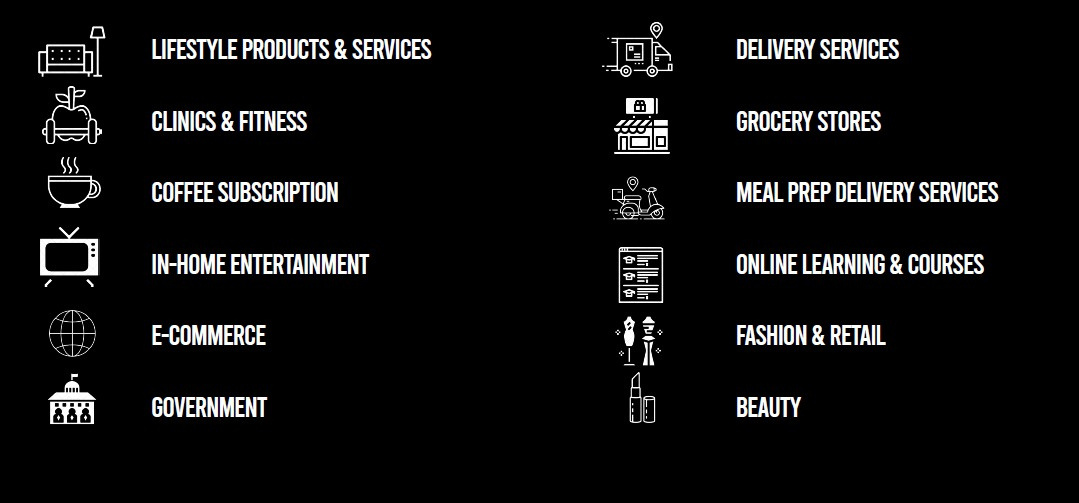 LIFESTYLE PRODUCTS & SERVICES
CLINICS & FITNESS
COFFEE SUBSCRIPTION
IN-HOME ENTERTAINMENT
E-COMMERCE
GOVERNMENT
DELIVERY SERVICES
GROCERY STORES
MEAL PREP DELIVERY SERVICES
ONLINE LEARNING & COURSES
FASHION & RETAIL
BEAUTY